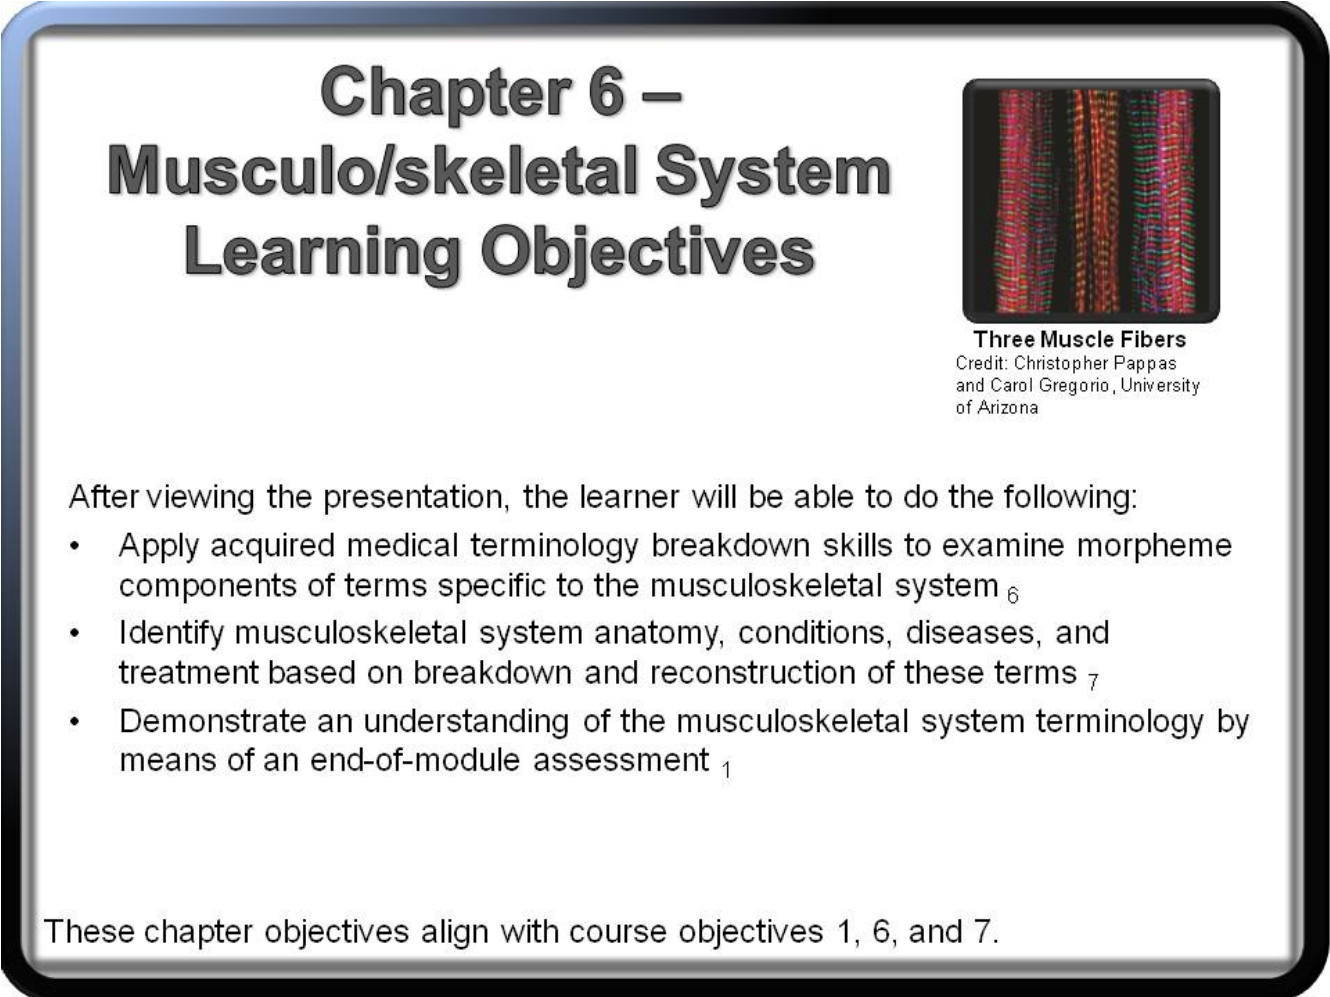 Chapter 6 –
Musculo/skeletal System
Learning Objectives
Three Muscle Fibers
Credit: Christopher Pappas
and Carol Gregorio, University
of Arizona
After viewing the presentation, the learner will be able to do the following:
• Apply acquired medical terminology breakdown skills to examine morpheme
components of terms specific to the musculoskeletal system 6
• Identify musculoskeletal system anatomy, conditions, diseases, and
treatment based on breakdown and reconstruction of these terms 7
• Demonstrate an understanding of the musculoskeletal system terminology by
means of an end-of-module assessment 1
These chapter objectives align with course objectives 1, 6, and 7.